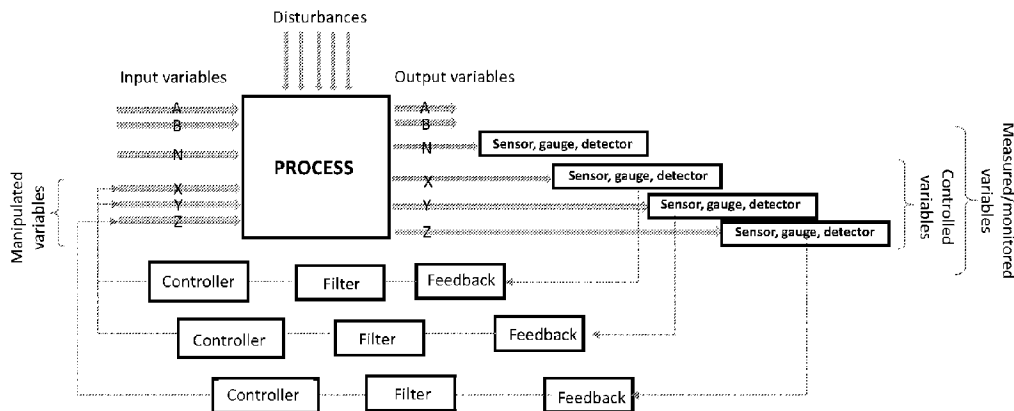 Disturbances
Input variables
Output variables
A
A
B
B
N
N
Sensor, gauge, detector
PROCESS
X
X
Sensor, gauge, detector
Y
Y
Sensor, gauge, detector
Z
Z
Sensor, gauge, detector
Manipulated
variables
Controlled
variables
Measured/monitored
variables
Controller
Filter
Feedback
Controller
Filter
Feedback
Controller
Filter
Feedback